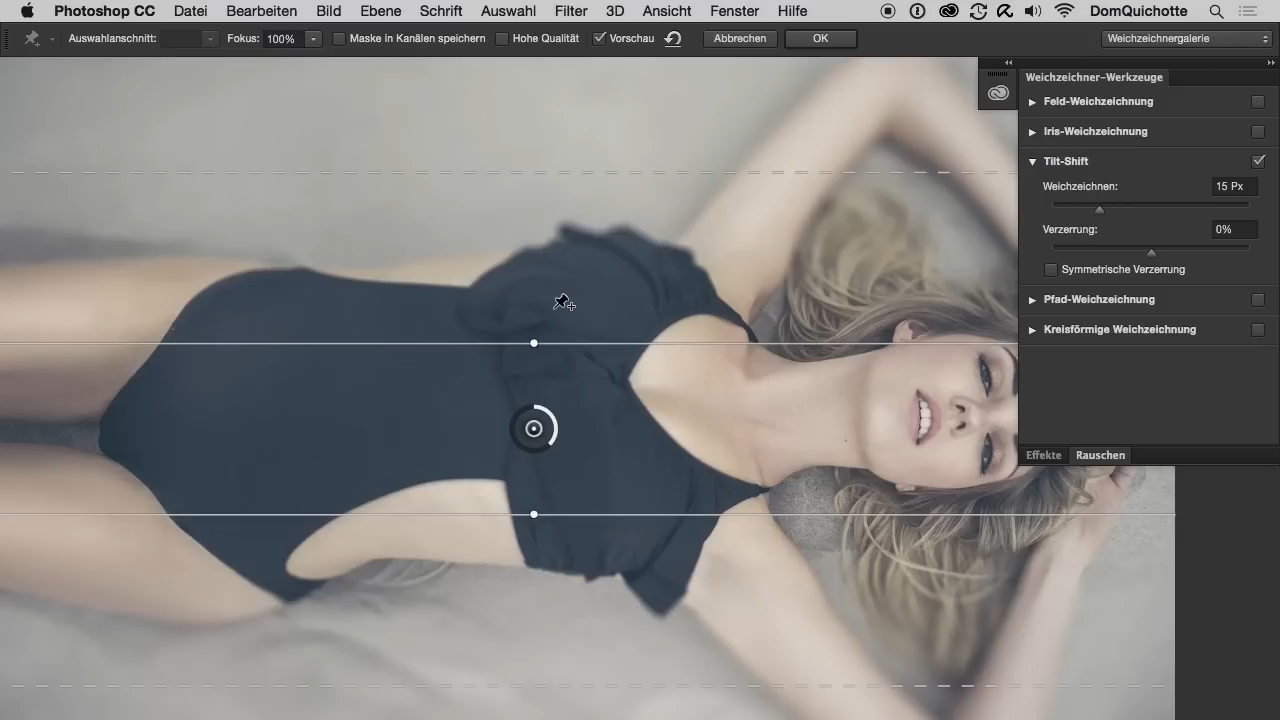 Photoshop CC Datei Bearbeiten Bild Ebene Schrift Auswahl Filter 3D Ansicht Fenster Hilfe DomQuichotte
Auswahlanschnitt: Fokus: 100% Maske in Kanälen speichern Hohe Qualität Vorschau Abbrechen OK Weichzeichnergalerie
Weichzeichner-Werkzeuge
Feld-Weichzeichnung
Iris-Weichzeichnung
Tilt-Shift
Weichzeichnen: 15 Px
Verzerrung: 0%
Symmetrische Verzerrung
Pfad-Weichzeichnung
Kreisförmige Weichzeichnung
Effekte Rauschen